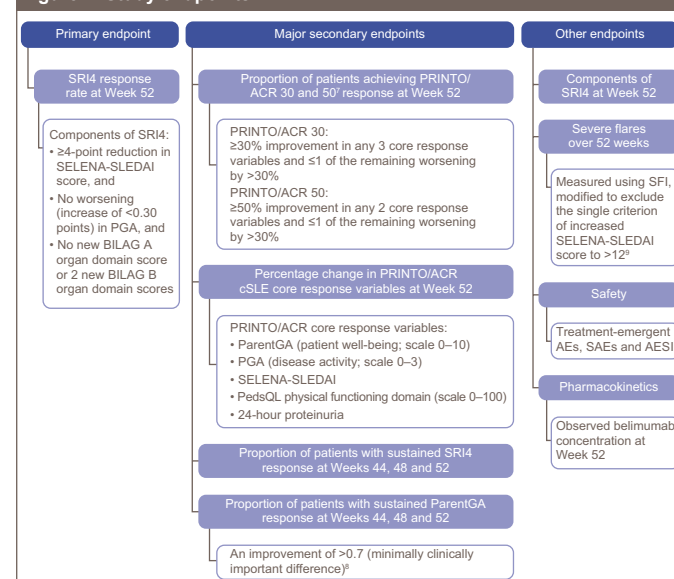 Primary endpoint
SRI4 response
rate at Week 52
Components of SRI4:
• ≥4-point reduction in
SELENA-SLEDAI
score, and
• No worsening
(increase of <0.30
points) in PGA, and
• No new BILAG A
organ domain score
or 2 new BILAG B
organ domain scores
Major secondary endpoints
Proportion of patients achieving PRINTO/
ACR 30 and 50⁷ response at Week 52
PRINTO/ACR 30:
≥30% improvement in any 3 core response
variables and ≤1 of the remaining worsening
by >30%
PRINTO/ACR 50:
≥50% improvement in any 2 core response
variables and ≤1 of the remaining worsening
by >30%
Percentage change in PRINTO/ACR
cSLE core response variables at Week 52
PRINTO/ACR core response variables:
• ParentGA (patient well-being; scale 0–10)
• PGA (disease activity; scale 0–3)
• SELENA-SLEDAI
• PedsQL physical functioning domain (scale 0–100)
• 24-hour proteinuria
Proportion of patients with sustained SRI4
response at Weeks 44, 48 and 52
Proportion of patients with sustained ParentGA
response at Weeks 44, 48 and 52
An improvement of >0.7 (minimally clinically
important difference)⁸
Other endpoints
Components of
SRI4 at Week 52
Severe flares
over 52 weeks
Measured using SFI,
modified to exclude
the single criterion
of increased
SELENA-SLEDAI
score to >12⁹
Safety
Treatment-emergent
AEs, SAEs and AESI
Pharmacokinetics
Observed belimumab
concentration at
Week 52